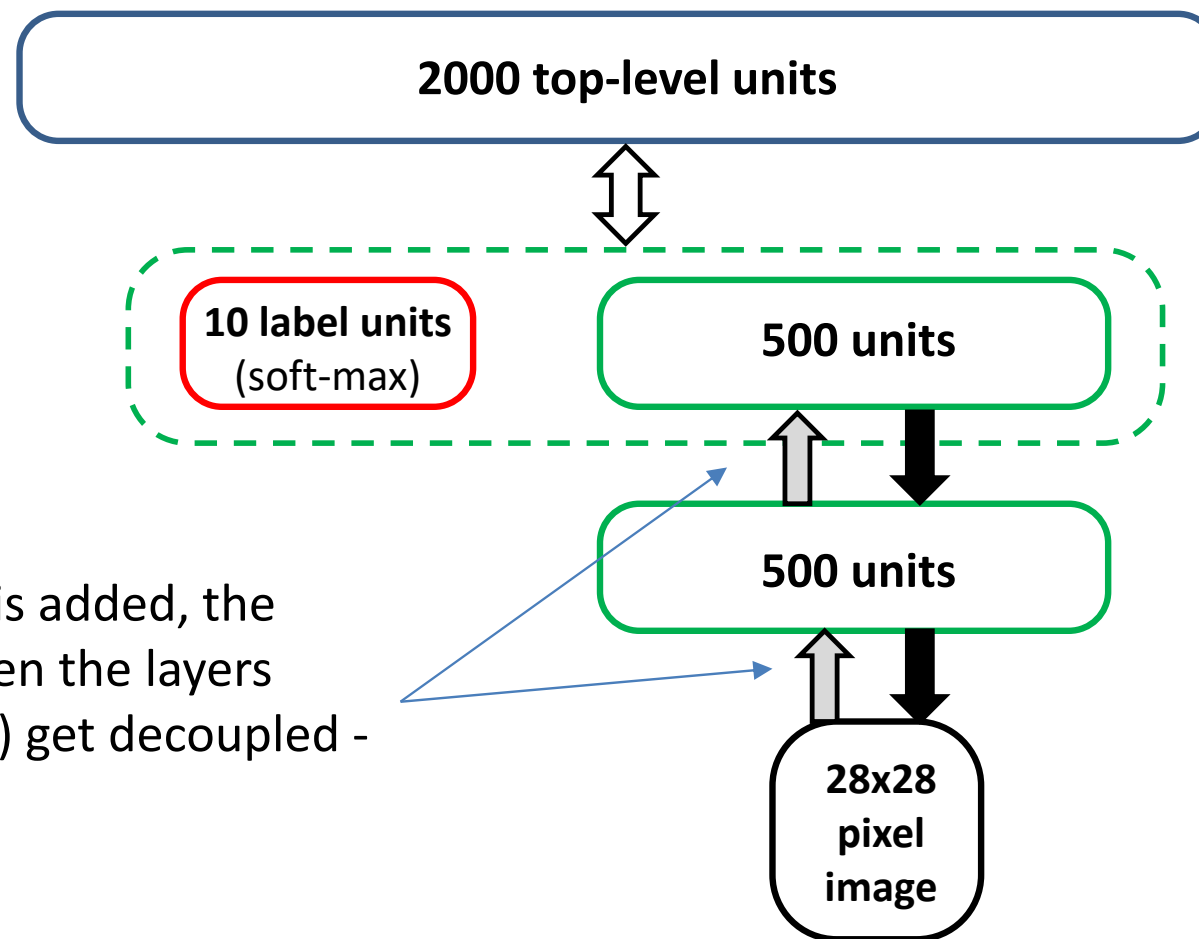 2000 top-level units
10 label units
(soft-max)
500 units
500 units
is added, the
en the layers
) get decoupled -
28x28
pixel
image